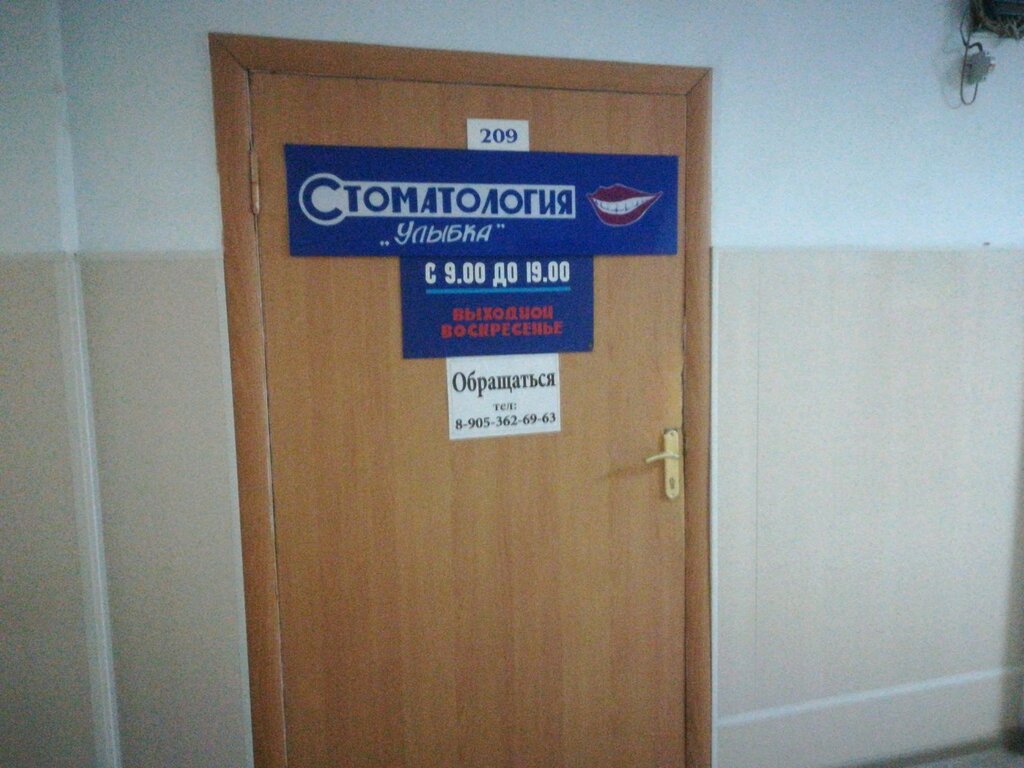 209
СТОМАТОЛОГИЯ
„УЛЫБКА"
С 9.00 ДО 19.00
ВЫХОДНОЙ
ВОСКРЕСЕНЬЕ
Обращаться
тел:
8-905-362-69-63